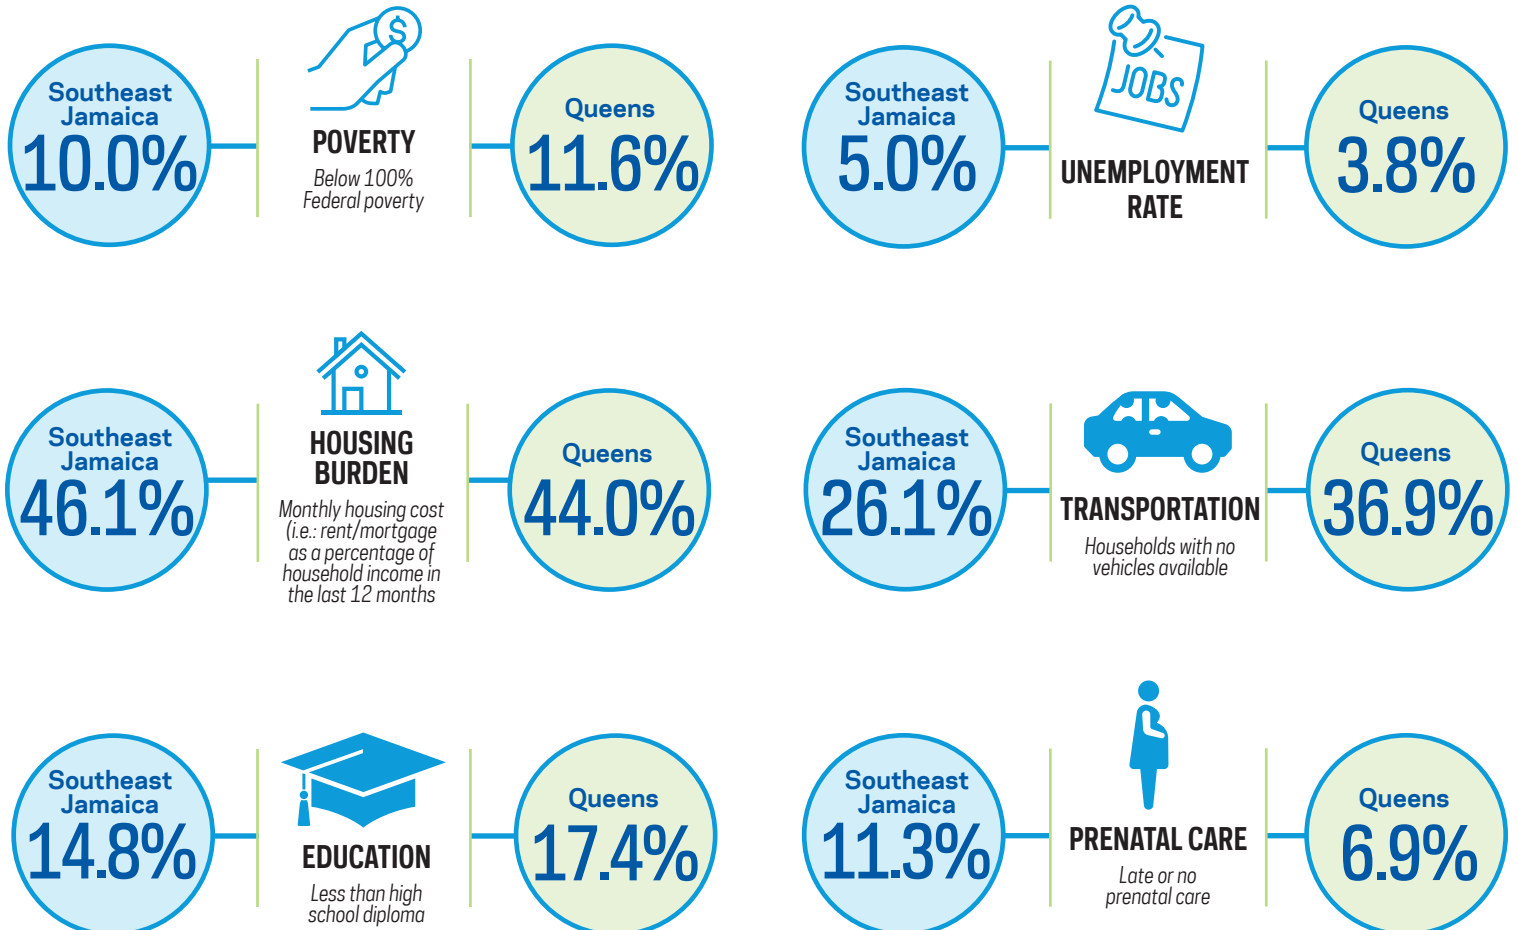 Southeast
Jamaica
10.0%
$
POVERTY
Below 100%
Federal poverty
Queens
11.6%
Southeast
Jamaica
5.0%
JOBS
UNEMPLOYMENT
RATE
Queens
3.8%
Southeast
Jamaica
46.1%
HOUSING
BURDEN
Monthly housing cost
(i.e.: rent/mortgage
as a percentage of
household income in
the last 12 months
Queens
44.0%
Southeast
Jamaica
26.1%
TRANSPORTATION
Households with no
vehicles available
Queens
36.9%
Southeast
Jamaica
14.8%
EDUCATION
Less than high
school diploma
Queens
17.4%
Southeast
Jamaica
11.3%
PRENATAL CARE
Late or no
prenatal care
Queens
6.9%